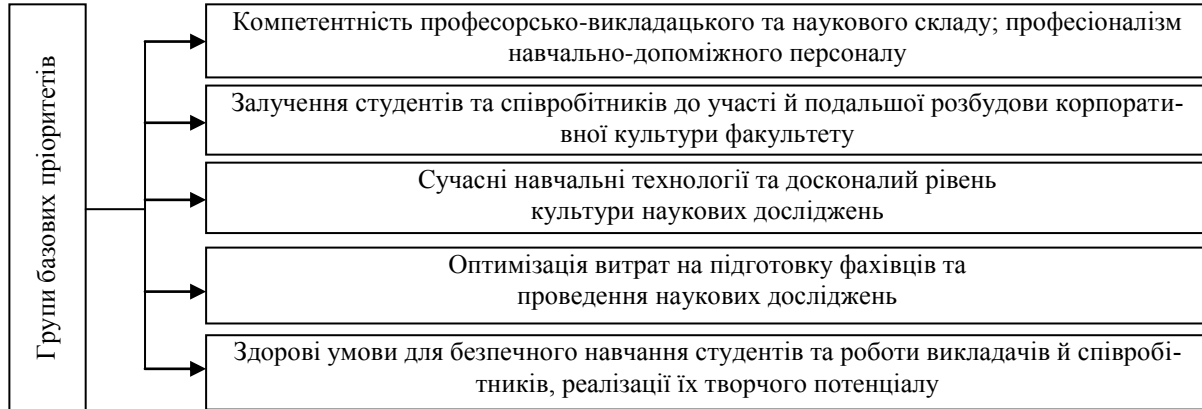 Групи базових пріоритетів
Компетентність професорсько-викладацького та наукового складу; професіоналізм
навчально-допоміжного персоналу
Залучення студентів та співробітників до участі й подальшої розбудови корпорати-
вної культури факультету
Сучасні навчальні технології та досконалий рівень
культури наукових досліджень
Оптимізація витрат на підготовку фахівців та
проведення наукових досліджень
Здорові умови для безпечного навчання студентів та роботи викладачів й співробі-
тників, реалізації їх творчого потенціалу